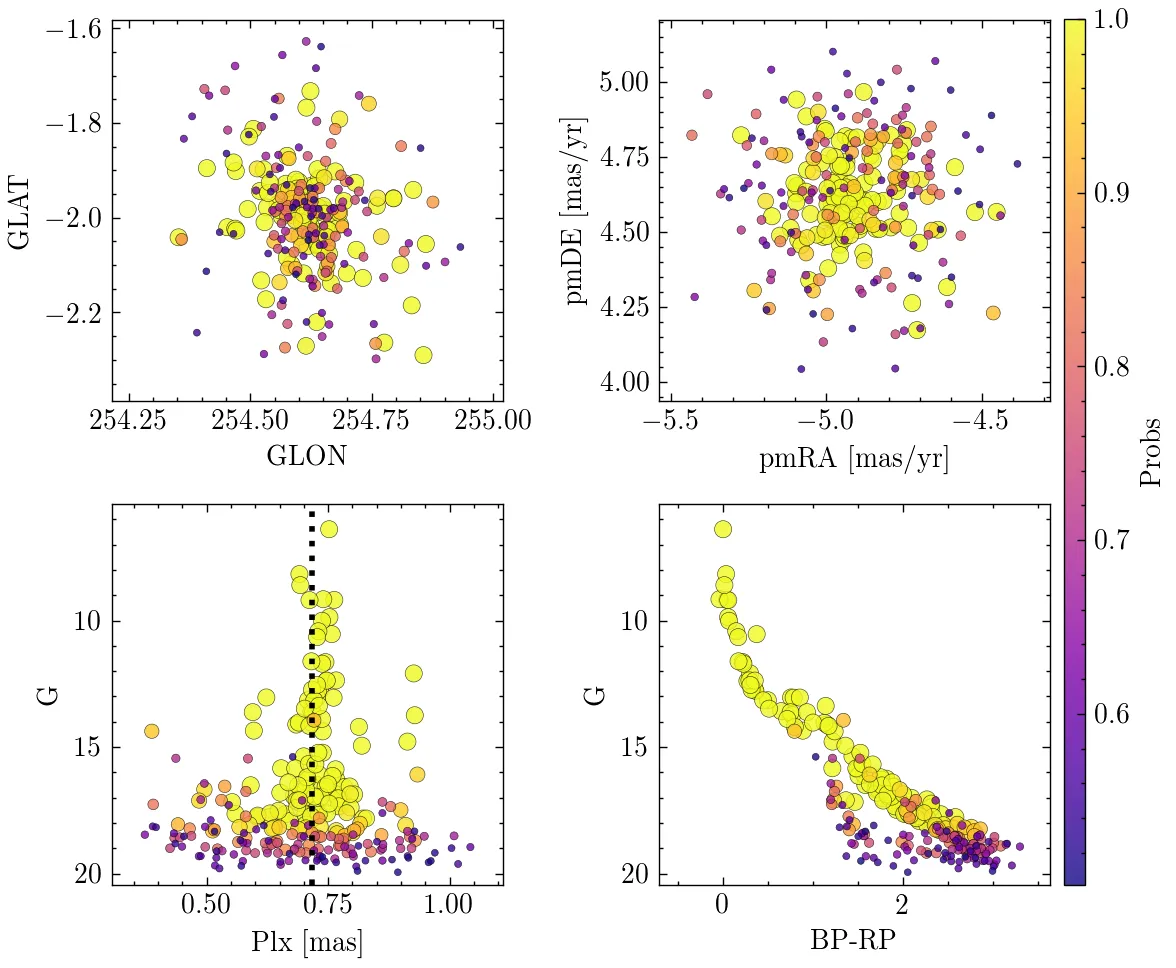 −1.6
−1.8
−2.0
−2.2
GLAT
254.25 254.50 254.75 255.00
GLON
5.00
4.75
4.50
4.25
4.00
pmDE [mas/yr]
−5.5 −5.0 −4.5
pmRA [mas/yr]
1.0
0.9
0.8
0.7
0.6
Probs
10
15
20
G
0.50 0.75 1.00
Plx [mas]
10
15
20
G
0 2
BP-RP